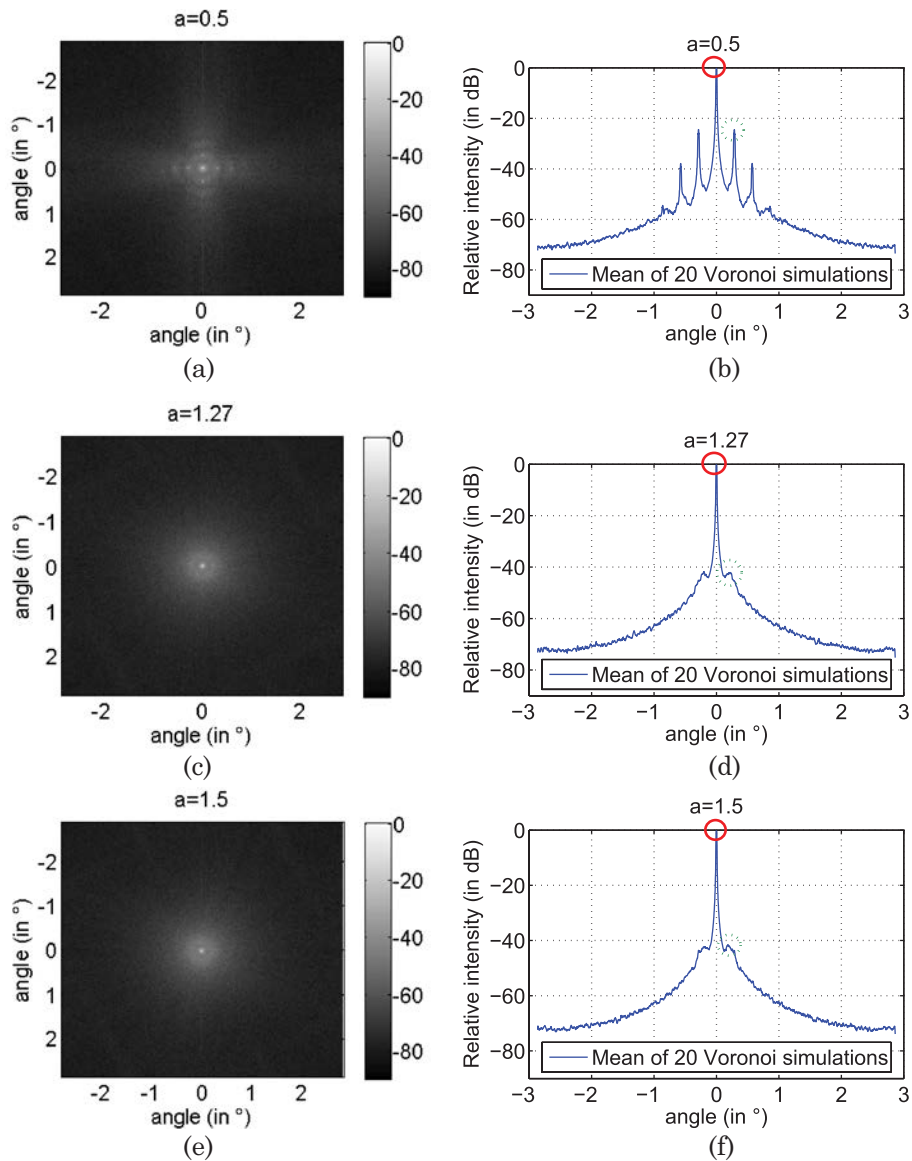 a=0.5
-2
-1
0
1
2
angle (in °)
-2 0 2
angle (in °)
0
-20
-40
-60
-80
(a)
a=0.5
0
−20
−40
−60
−80
Relative intensity (in dB)
Mean of 20 Voronoi simulations
−3 −2 −1 0 1 2 3
angle (in °)
(b)
a=1.27
-2
-1
0
1
2
angle (in °)
-2 0 2
angle (in °)
0
-20
-40
-60
-80
(c)
a=1.27
0
−20
−40
−60
−80
Relative intensity (in dB)
Mean of 20 Voronoi simulations
−3 −2 −1 0 1 2 3
angle (in °)
(d)
a=1.5
-2
-1
0
1
2
angle (in °)
-2 -1 0 1 2
angle (in °)
0
-20
-40
-60
-80
(e)
a=1.5
0
−20
−40
−60
−80
Relative intensity (in dB)
Mean of 20 Voronoi simulations
−3 −2 −1 0 1 2 3
angle (in °)
(f)